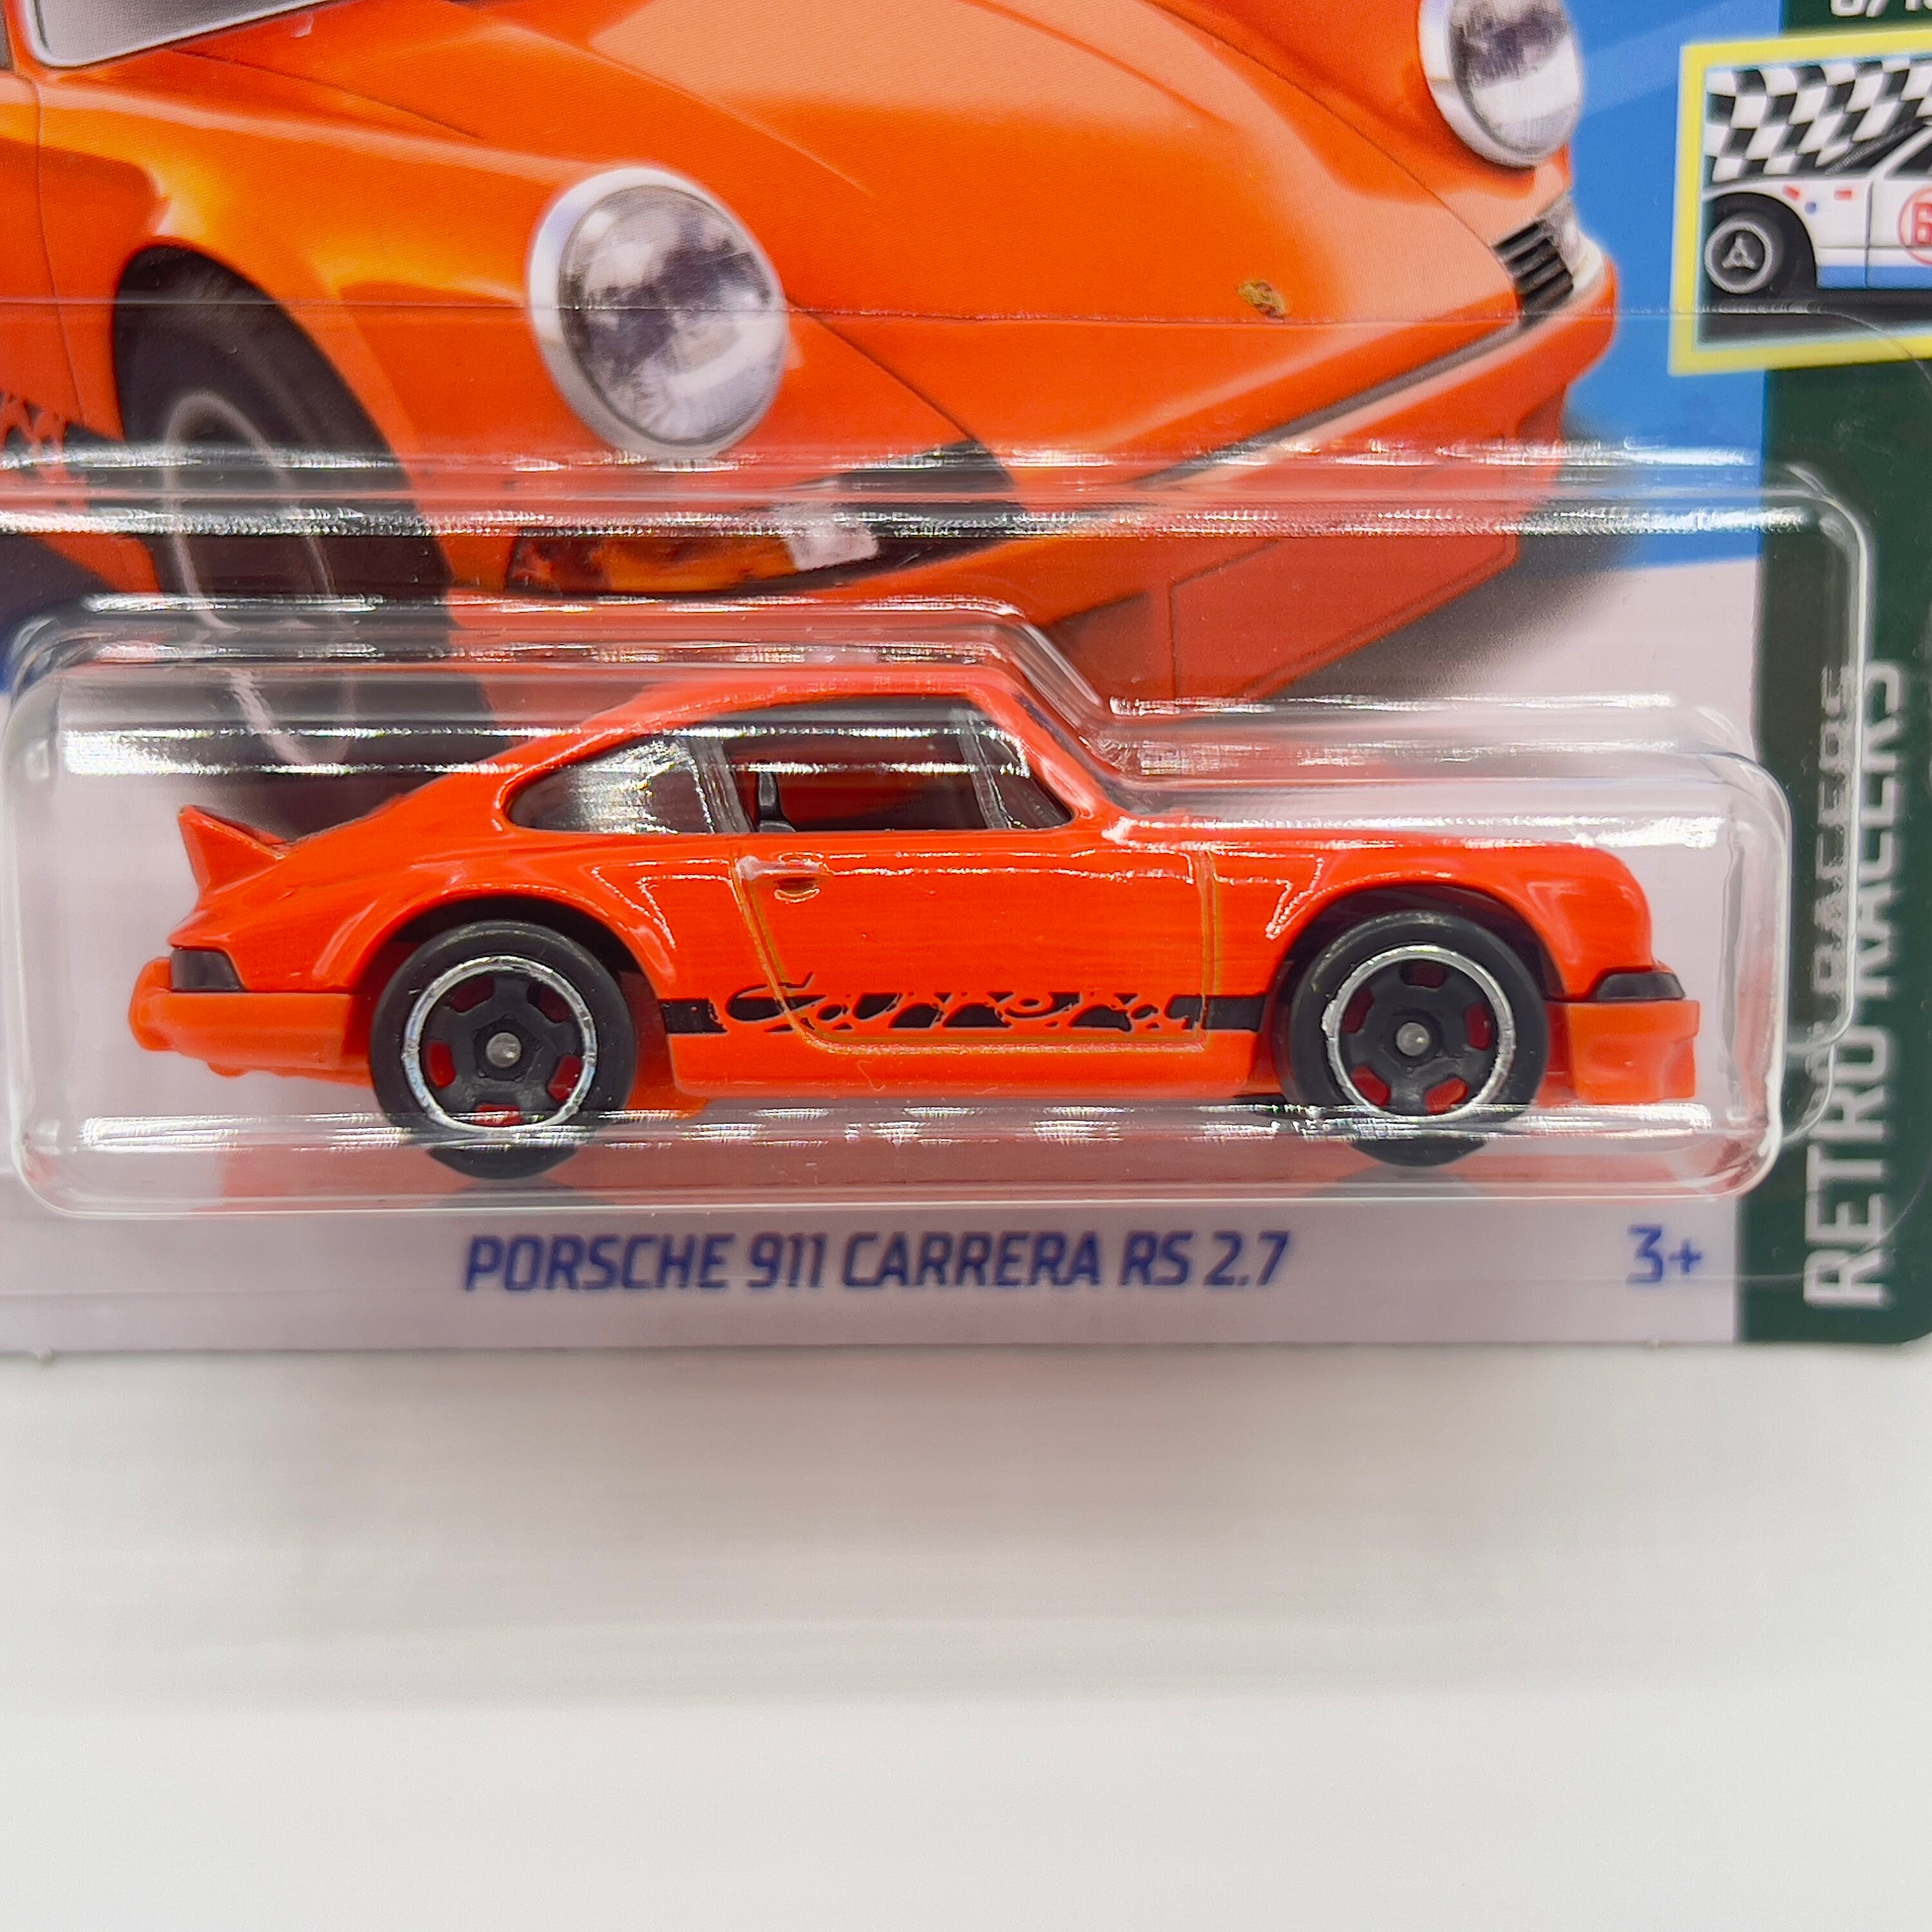 Carrera
PORSCHE 911 CARRERA RS 2.7
3+
RETRO RACERS